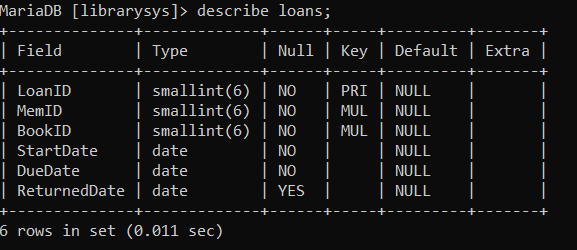 MariaDB [librarysys]> describe loans;
+--------------+-------------+------+-----+---------+-------+
| Field        | Type        | Null | Key | Default | Extra |
+--------------+-------------+------+-----+---------+-------+
| LoanID       | smallint(6) | NO   | PRI | NULL    |       |
| MemID        | smallint(6) | NO   | MUL | NULL    |       |
| BookID       | smallint(6) | NO   | MUL | NULL    |       |
| StartDate    | date        | NO   |     | NULL    |       |
| DueDate      | date        | NO   |     | NULL    |       |
| ReturnedDate | date        | YES  |     | NULL    |       |
+--------------+-------------+------+-----+---------+-------+
6 rows in set (0.011 sec)